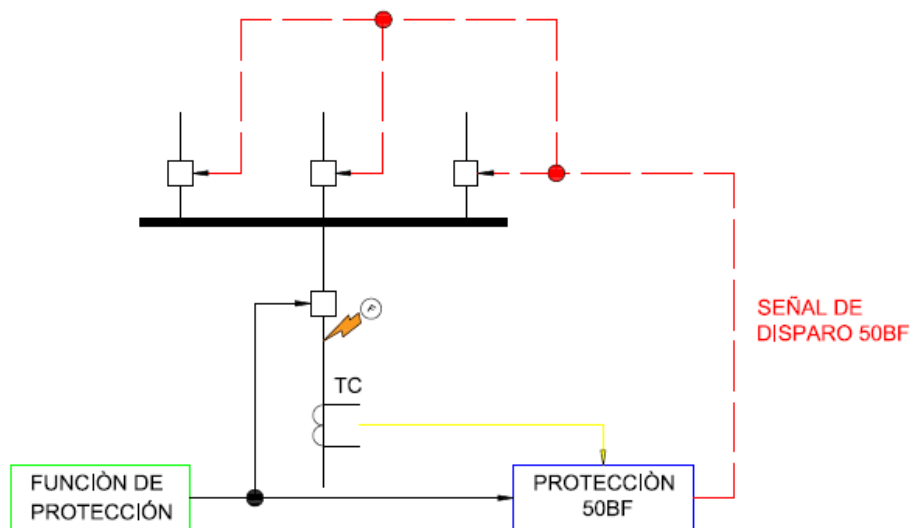 F
SEÑAL DE
DISPARO 50BF
TC
FUNCIÒN DE
PROTECCIÓN
PROTECCIÒN
50BF